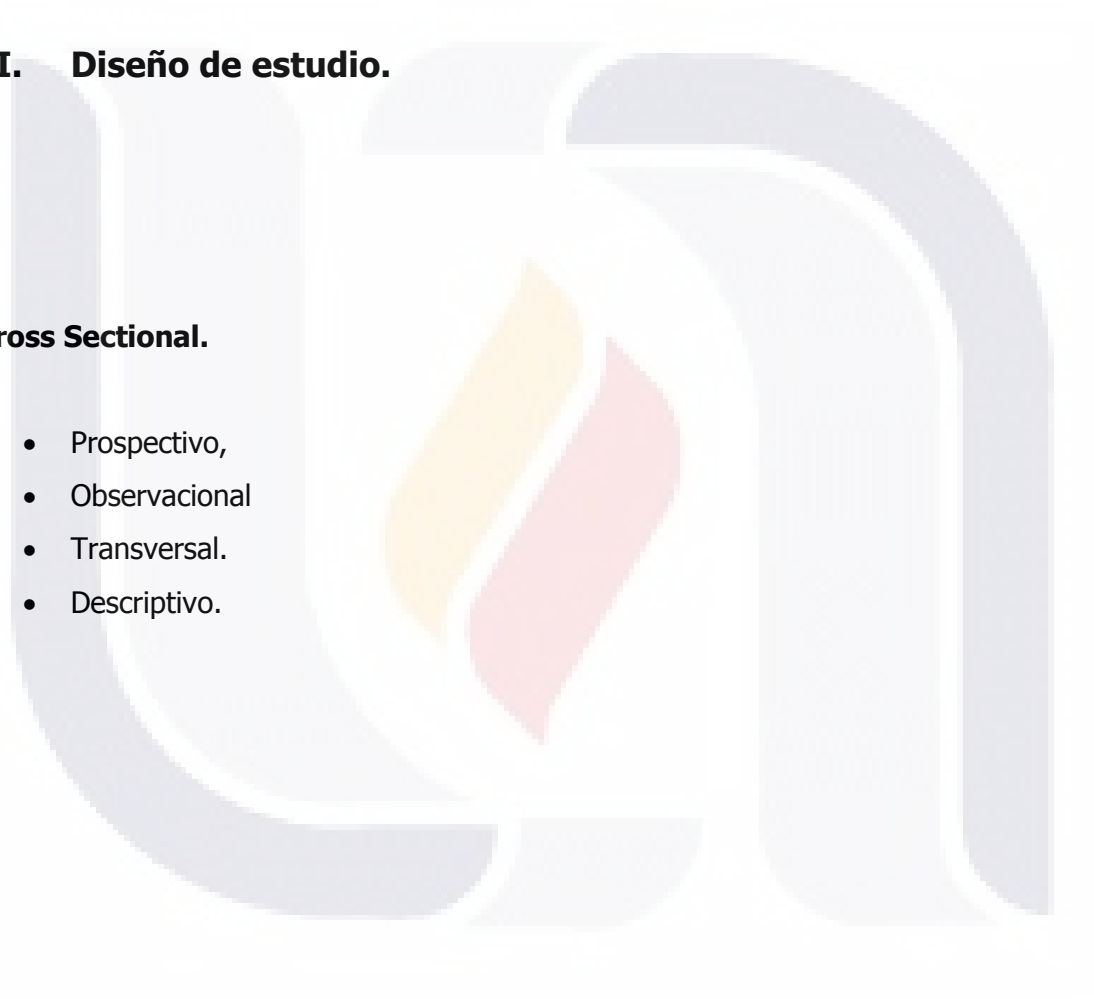 I. Diseño de estudio.
ross Sectional.
• Prospectivo,
• Observacional
• Transversal.
• Descriptivo.